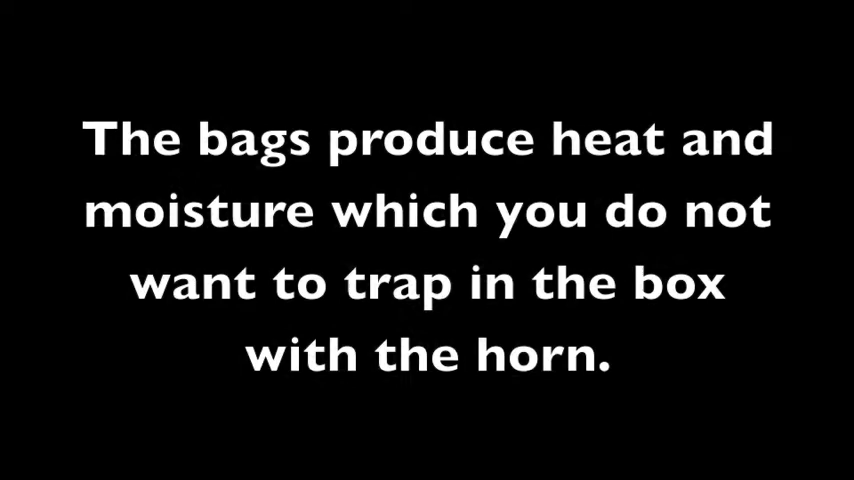 The bags produce heat and
moisture which you do not
want to trap in the box
with the horn.